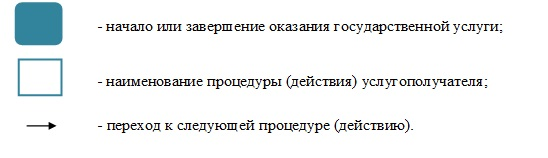 - начало или завершение оказания государственной услуги;
- наименование процедуры (действия) услугополучателя;
- переход к следующей процедуре (действию).